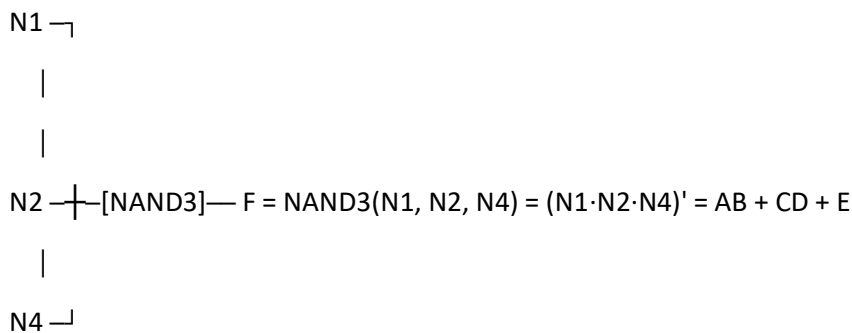 N1 —┐
│
│
N2 —┼—[NAND3]— F = NAND3(N1, N2, N4) = (N1·N2·N4)' = AB + CD + E
│
N4 —┘